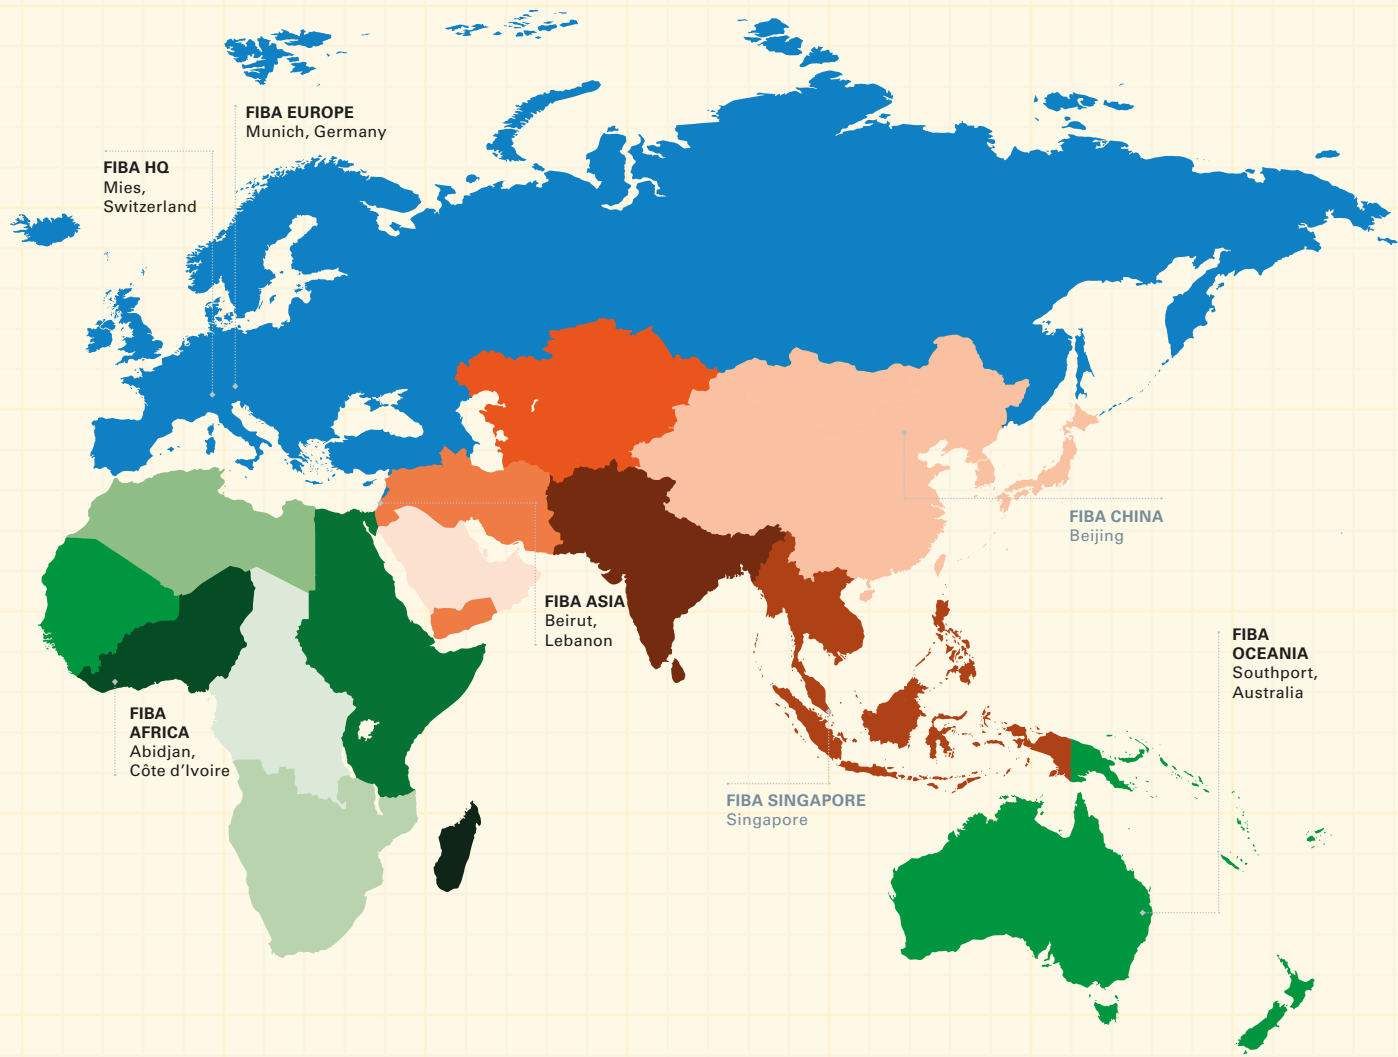 FIBA EUROPE
Munich, Germany
FIBA HQ
Mies,
Switzerland
FIBA CHINA
Beijing
FIBA ASIA
Beirut,
Lebanon
FIBA
OCEANIA
Southport,
Australia
FIBA
AFRICA
Abidjan,
Côte d'Ivoire
FIBA SINGAPORE
Singapore